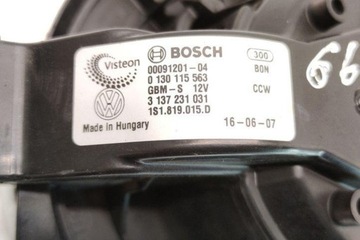 Visteon
BOSCH
300
00091201-04
BON
0 130 115 563
GBM-S 12V
CCW
3 137 231 031
1S1.819.015.D
Made in Hungary
16-06-07